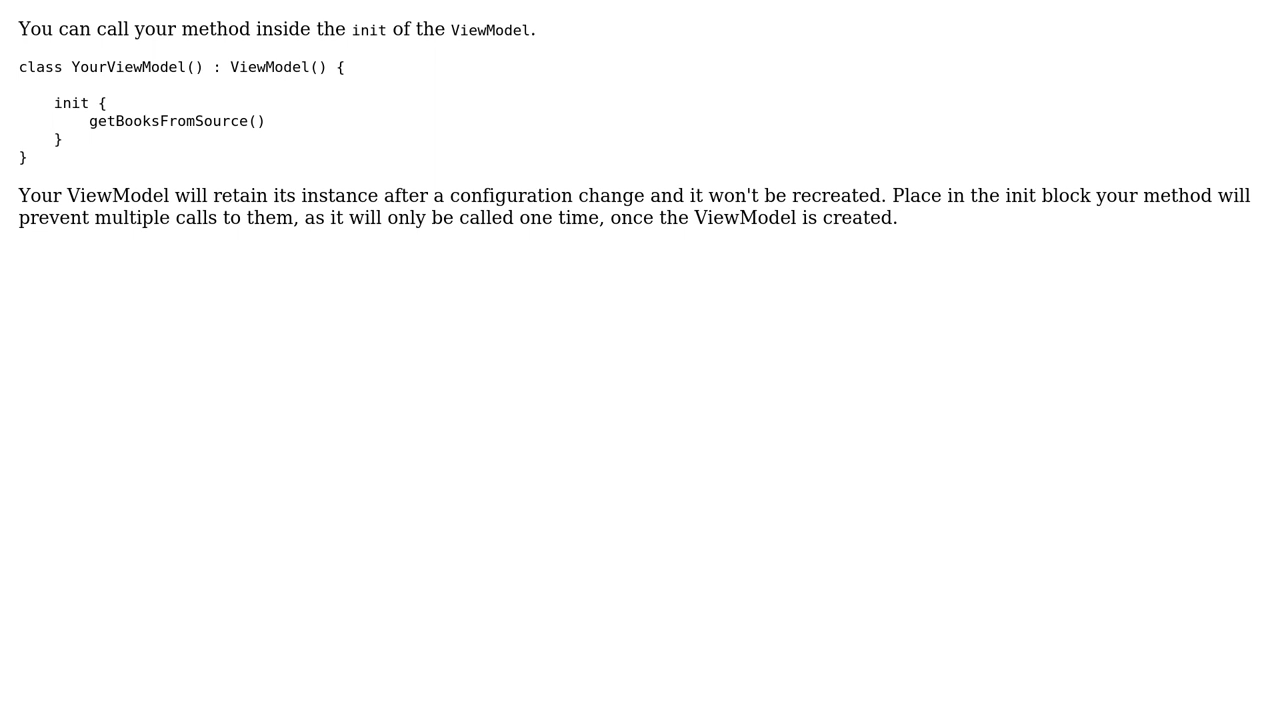 You can call your method inside the init of the ViewModel.
class YourViewModel() : ViewModel() {
    init {
        getBooksFromSource()
    }
}
Your ViewModel will retain its instance after a configuration change and it won't be recreated. Place in the init block your method will
prevent multiple calls to them, as it will only be called one time, once the ViewModel is created.